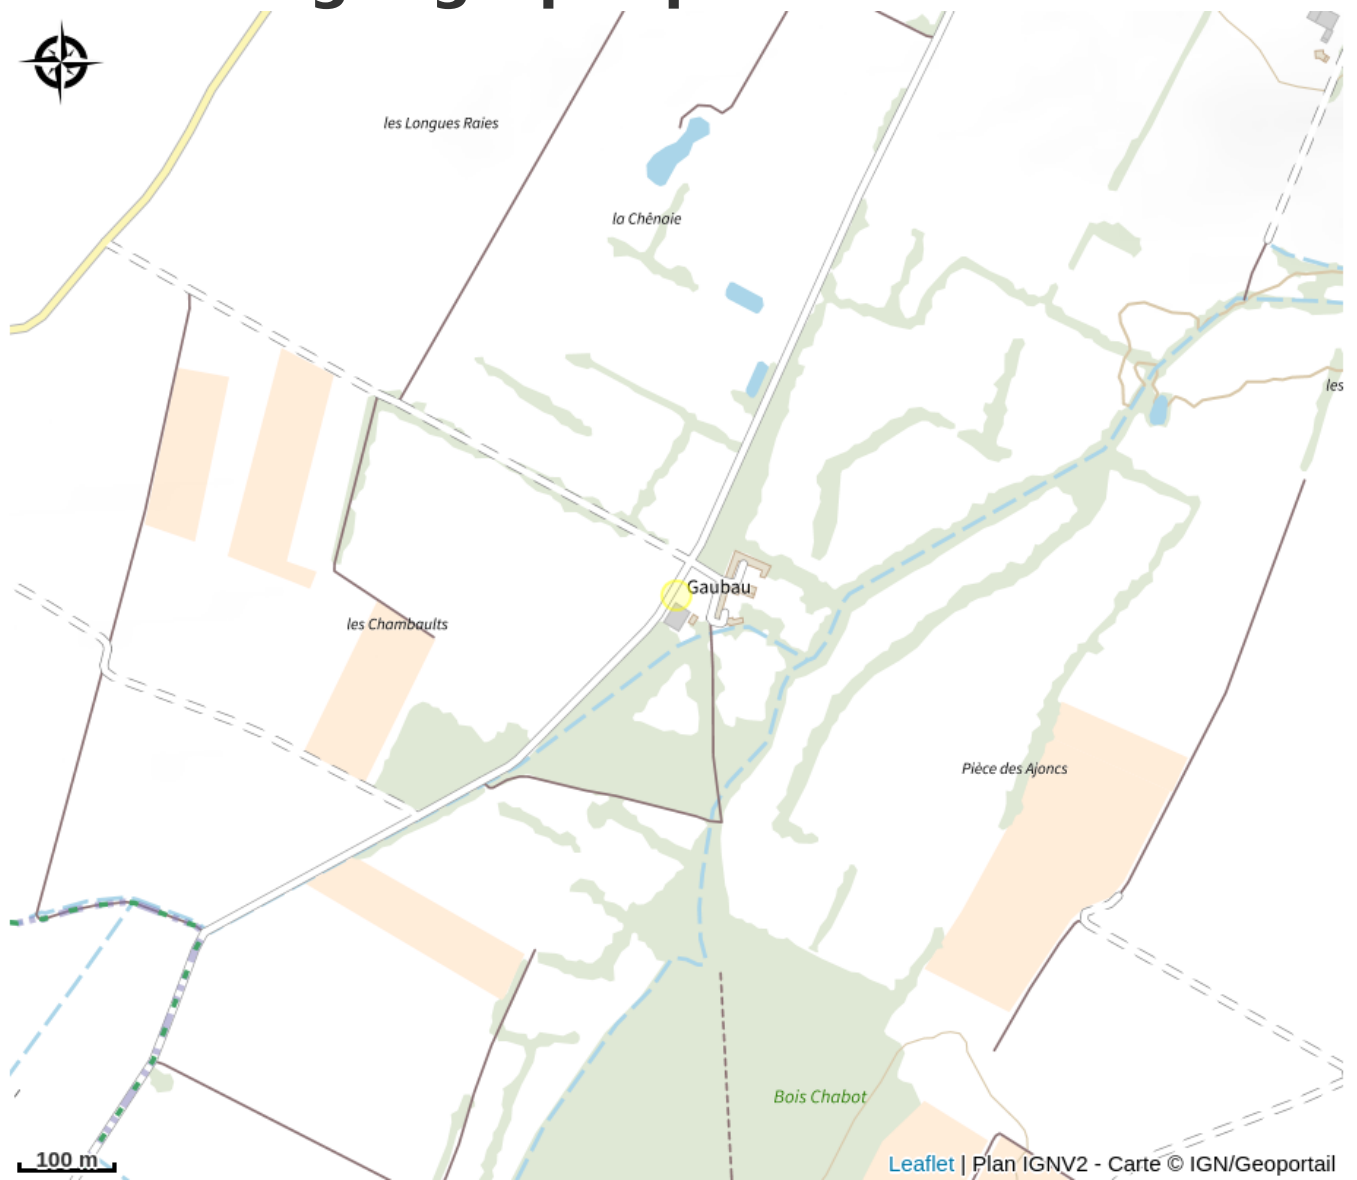 les Longues Raies
la Chênaie
les
Gaubau
les Chambaults
Pièce des Ajoncs
Bois Chabot
100 m
Leaflet | Plan IGNV2 - Carte © IGN/Geoportail